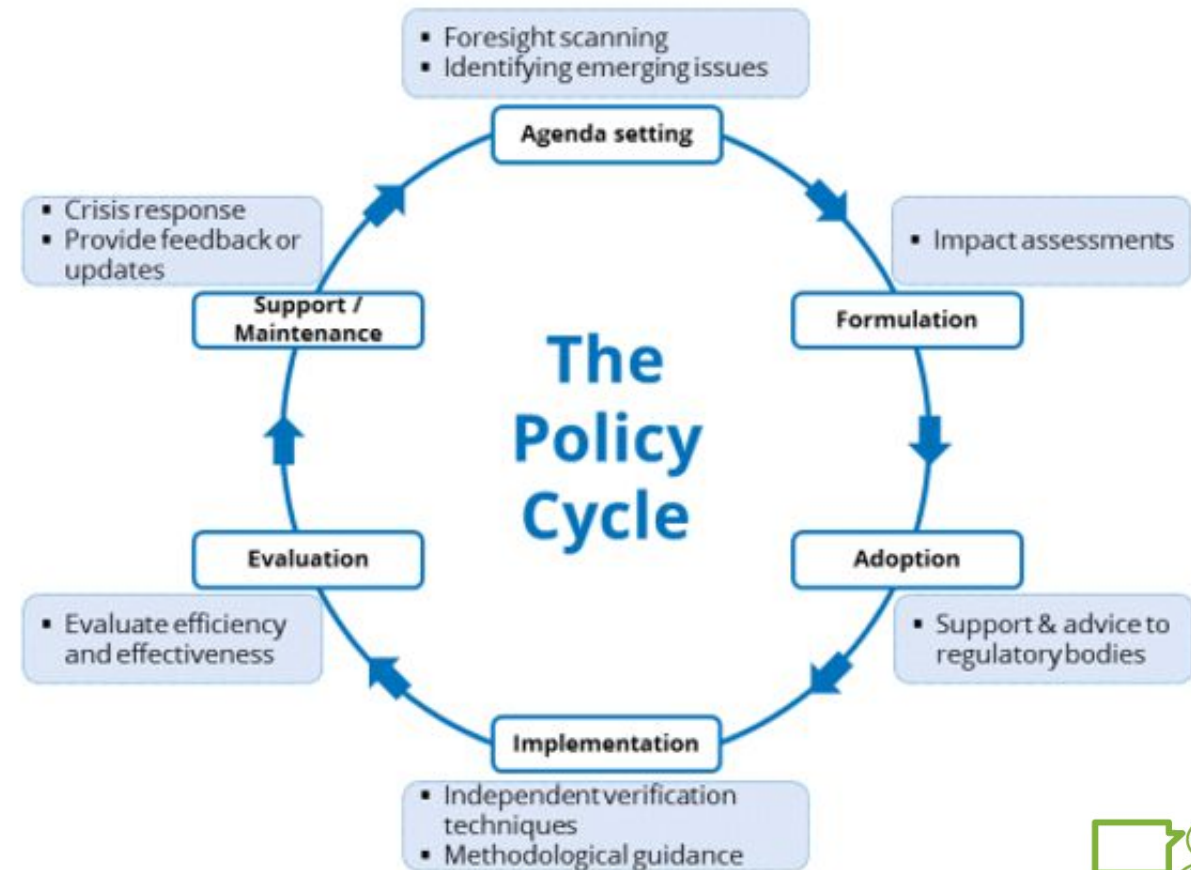 ▪ Foresight scanning
▪ Identifying emerging issues
Agenda setting
▪ Impact assessments
Formulation
Adoption
▪ Support & advice to
regulatory bodies
Implementation
▪ Independent verification
techniques
▪ Methodological guidance
Evaluation
▪ Evaluate efficiency
and effectiveness
▪ Crisis response
▪ Provide feedback or
updates
Support /
Maintenance
The
Policy
Cycle